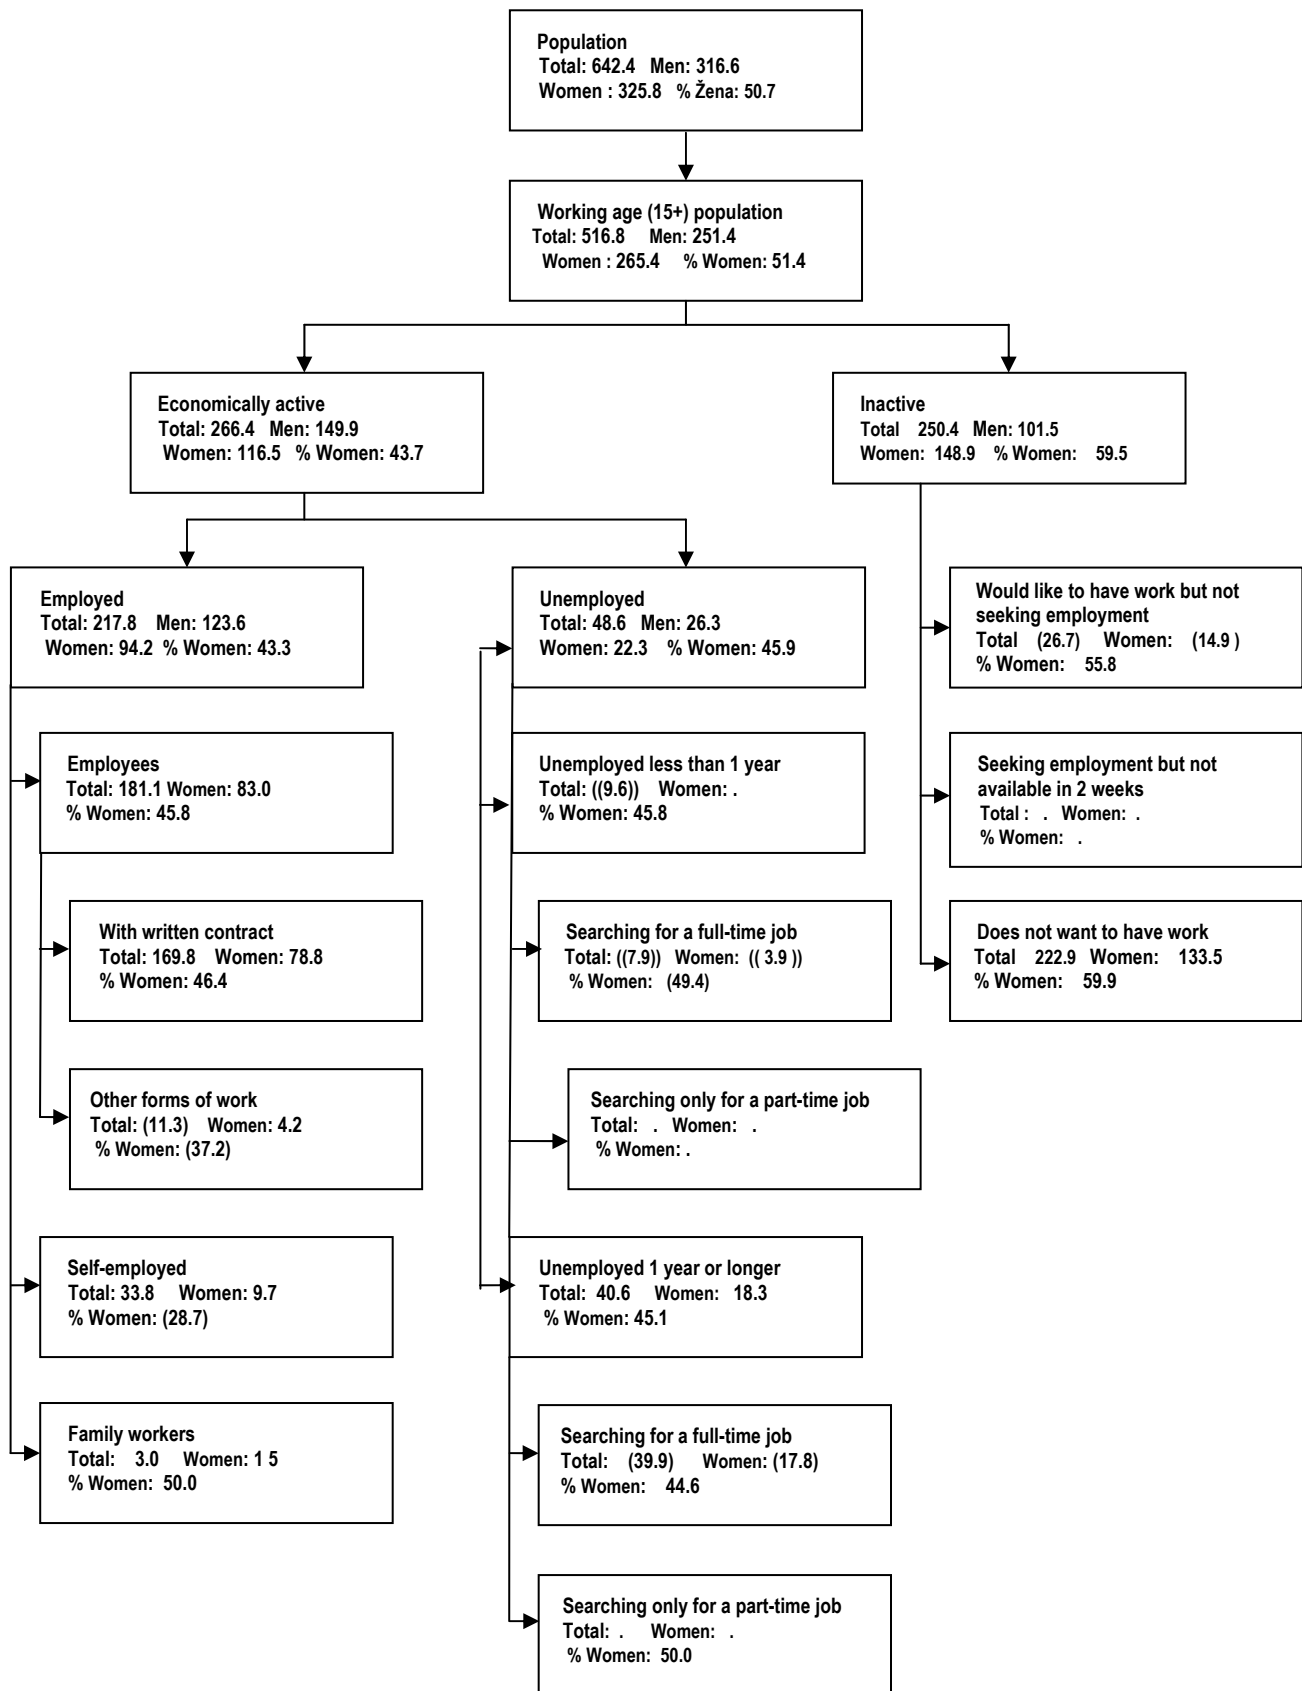 Population
Total: 642.4 Men: 316.6
Women : 325.8 % Žena: 50.7
Working age (15+) population
Total: 516.8 Men: 251.4
Women : 265.4 % Women: 51.4
Economically active
Total: 266.4 Men: 149.9
Women: 116.5 % Women: 43.7
Inactive
Total 250.4 Men: 101.5
Women: 148.9 % Women: 59.5
Employed
Total: 217.8 Men: 123.6
Women: 94.2 % Women: 43.3
Unemployed
Total: 48.6 Men: 26.3
Women: 22.3 % Women: 45.9
Would like to have work but not
seeking employment
Total (26.7) Women: (14.9 )
% Women: 55.8
Employees
Total: 181.1 Women: 83.0
% Women: 45.8
Unemployed less than 1 year
Total: ((9.6)) Women: .
% Women: 45.8
Seeking employment but not
available in 2 weeks
Total : . Women: .
% Women: .
With written contract
Total: 169.8 Women: 78.8
% Women: 46.4
Searching for a full-time job
Total: ((7.9)) Women: (( 3.9 ))
% Women: (49.4)
Does not want to have work
Total 222.9 Women: 133.5
% Women: 59.9
Other forms of work
Total: (11.3) Women: 4.2
% Women: (37.2)
Searching only for a part-time job
Total: . Women: .
% Women: .
Self-employed
Total: 33.8 Women: 9.7
% Women: (28.7)
Unemployed 1 year or longer
Total: 40.6 Women: 18.3
% Women: 45.1
Family workers
Total: 3.0 Women: 1 5
% Women: 50.0
Searching for a full-time job
Total: (39.9) Women: (17.8)
% Women: 44.6
Searching only for a part-time job
Total: . Women: .
% Women: 50.0